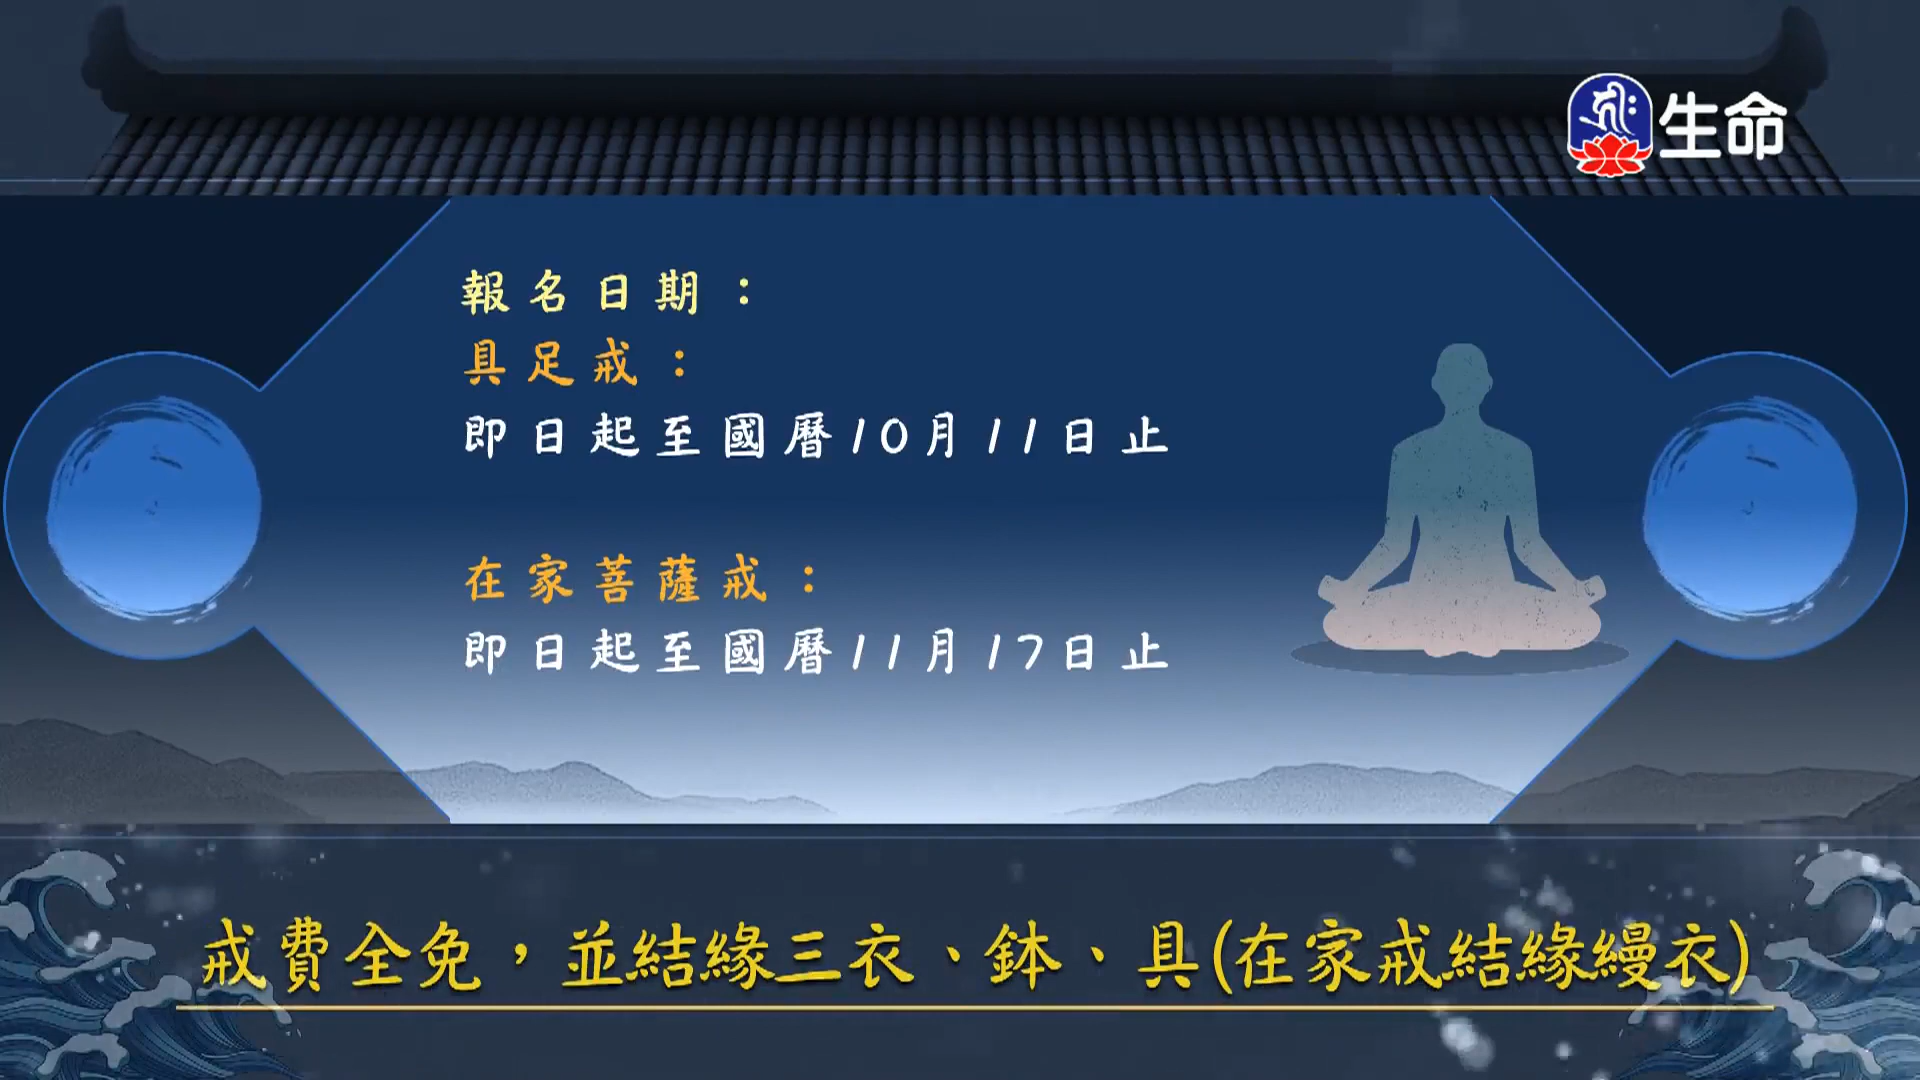 生命
報名日期：
具足戒：
即日起至國曆10月11日止
在家菩薩戒：
即日起至國曆11月17日止
戒費全免，並結緣三衣、鉢、具(在家戒結緣縵衣)